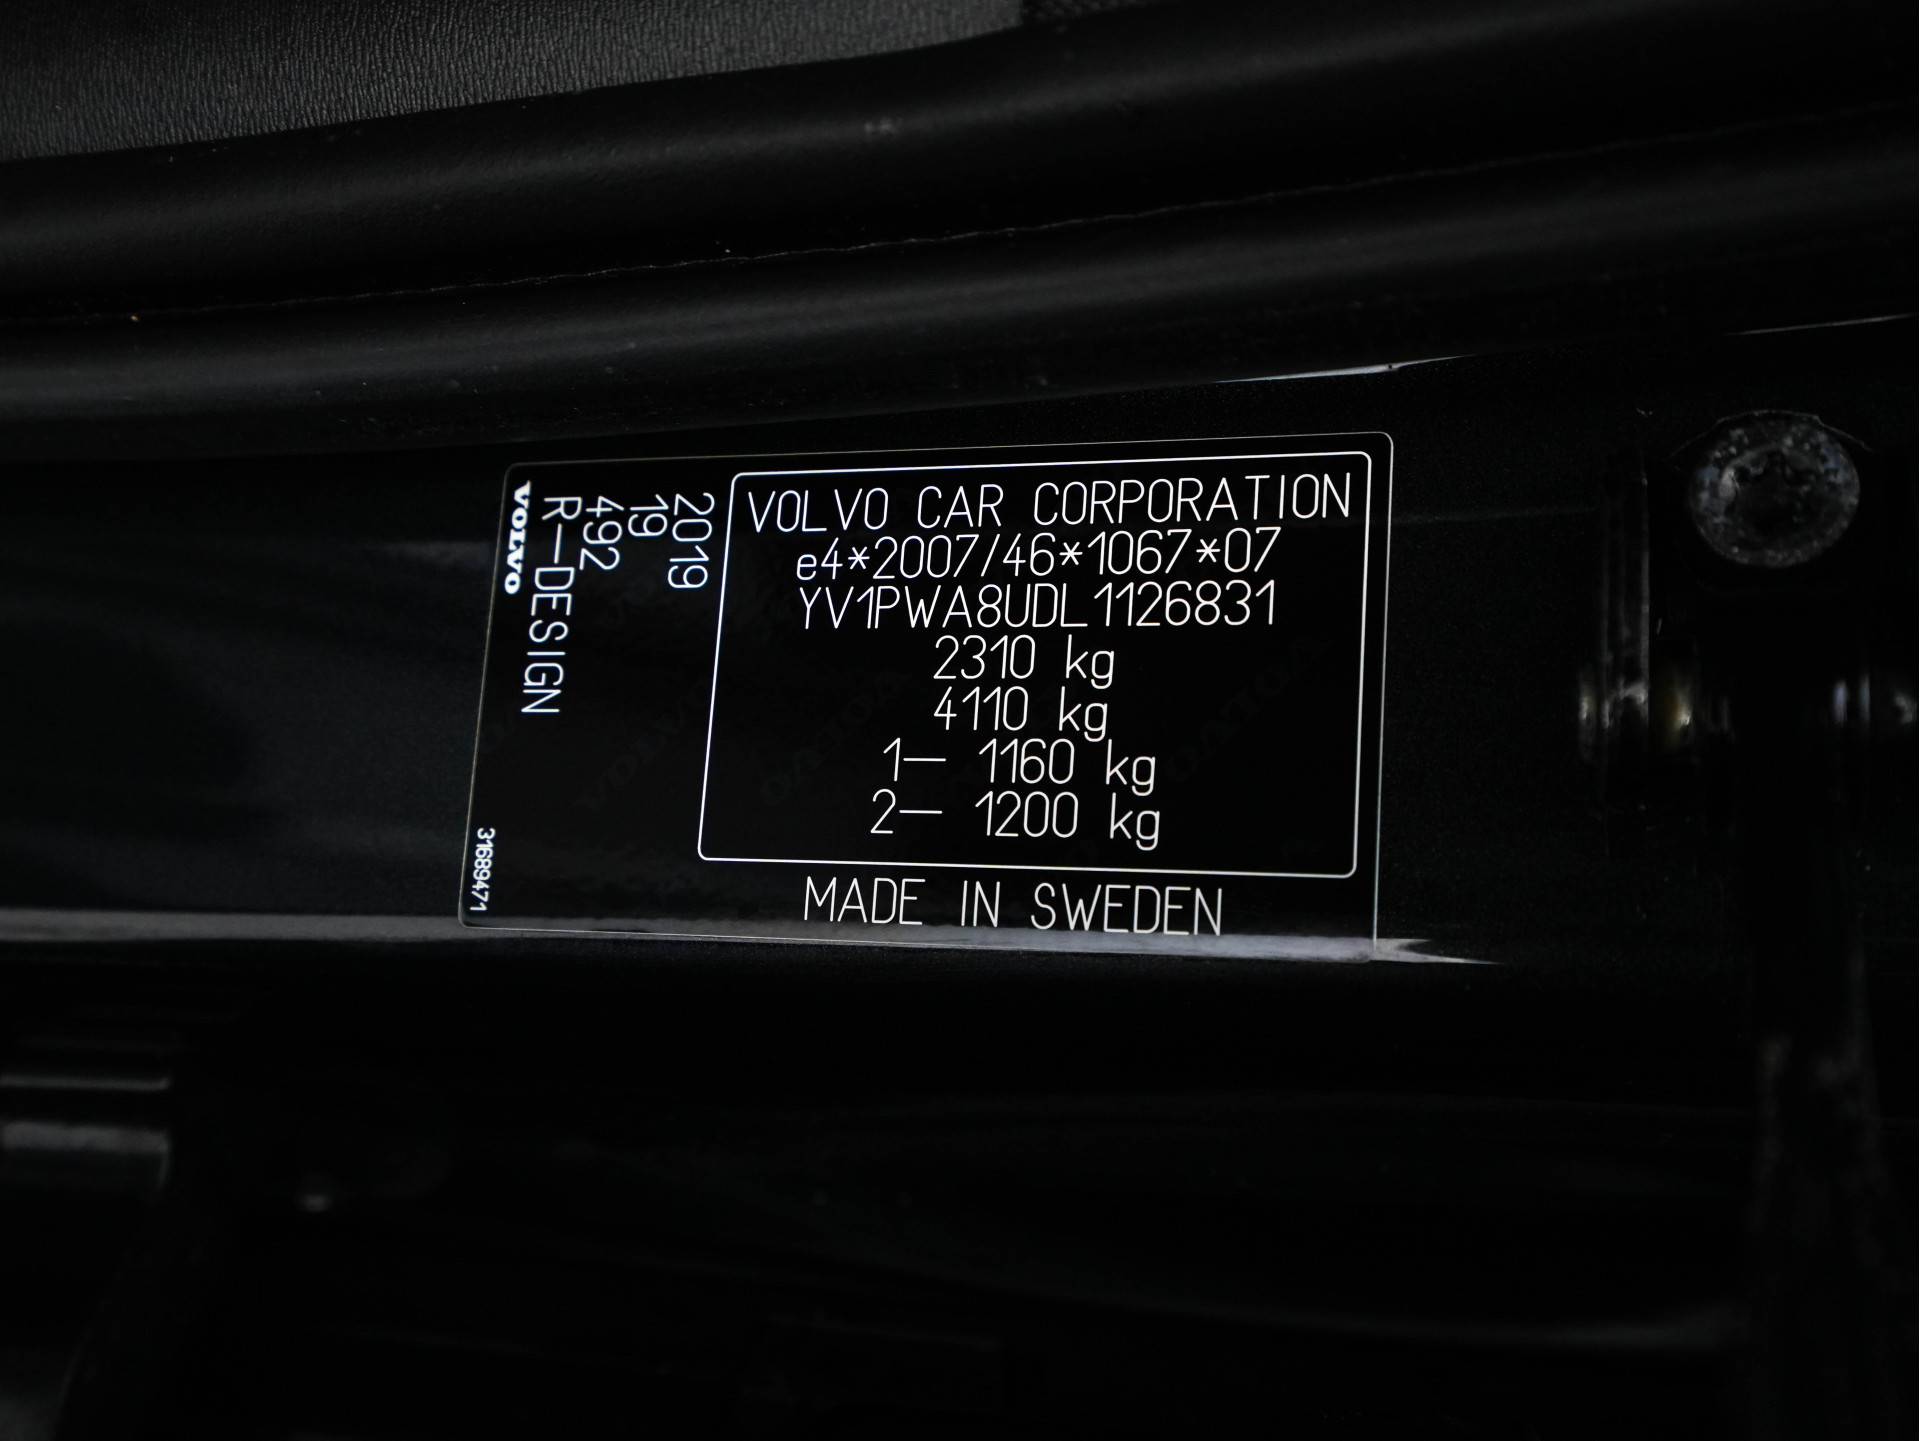 VOLVO CAR CORPORATION
e4*2007/46*1067*07
YV1PWA8UDL1126831
2310 kg
4110 kg
1— 1160 kg
2— 1200 kg
MADE IN SWEDEN
2019
19
492
R—DESIGN
VOLVO
31689471